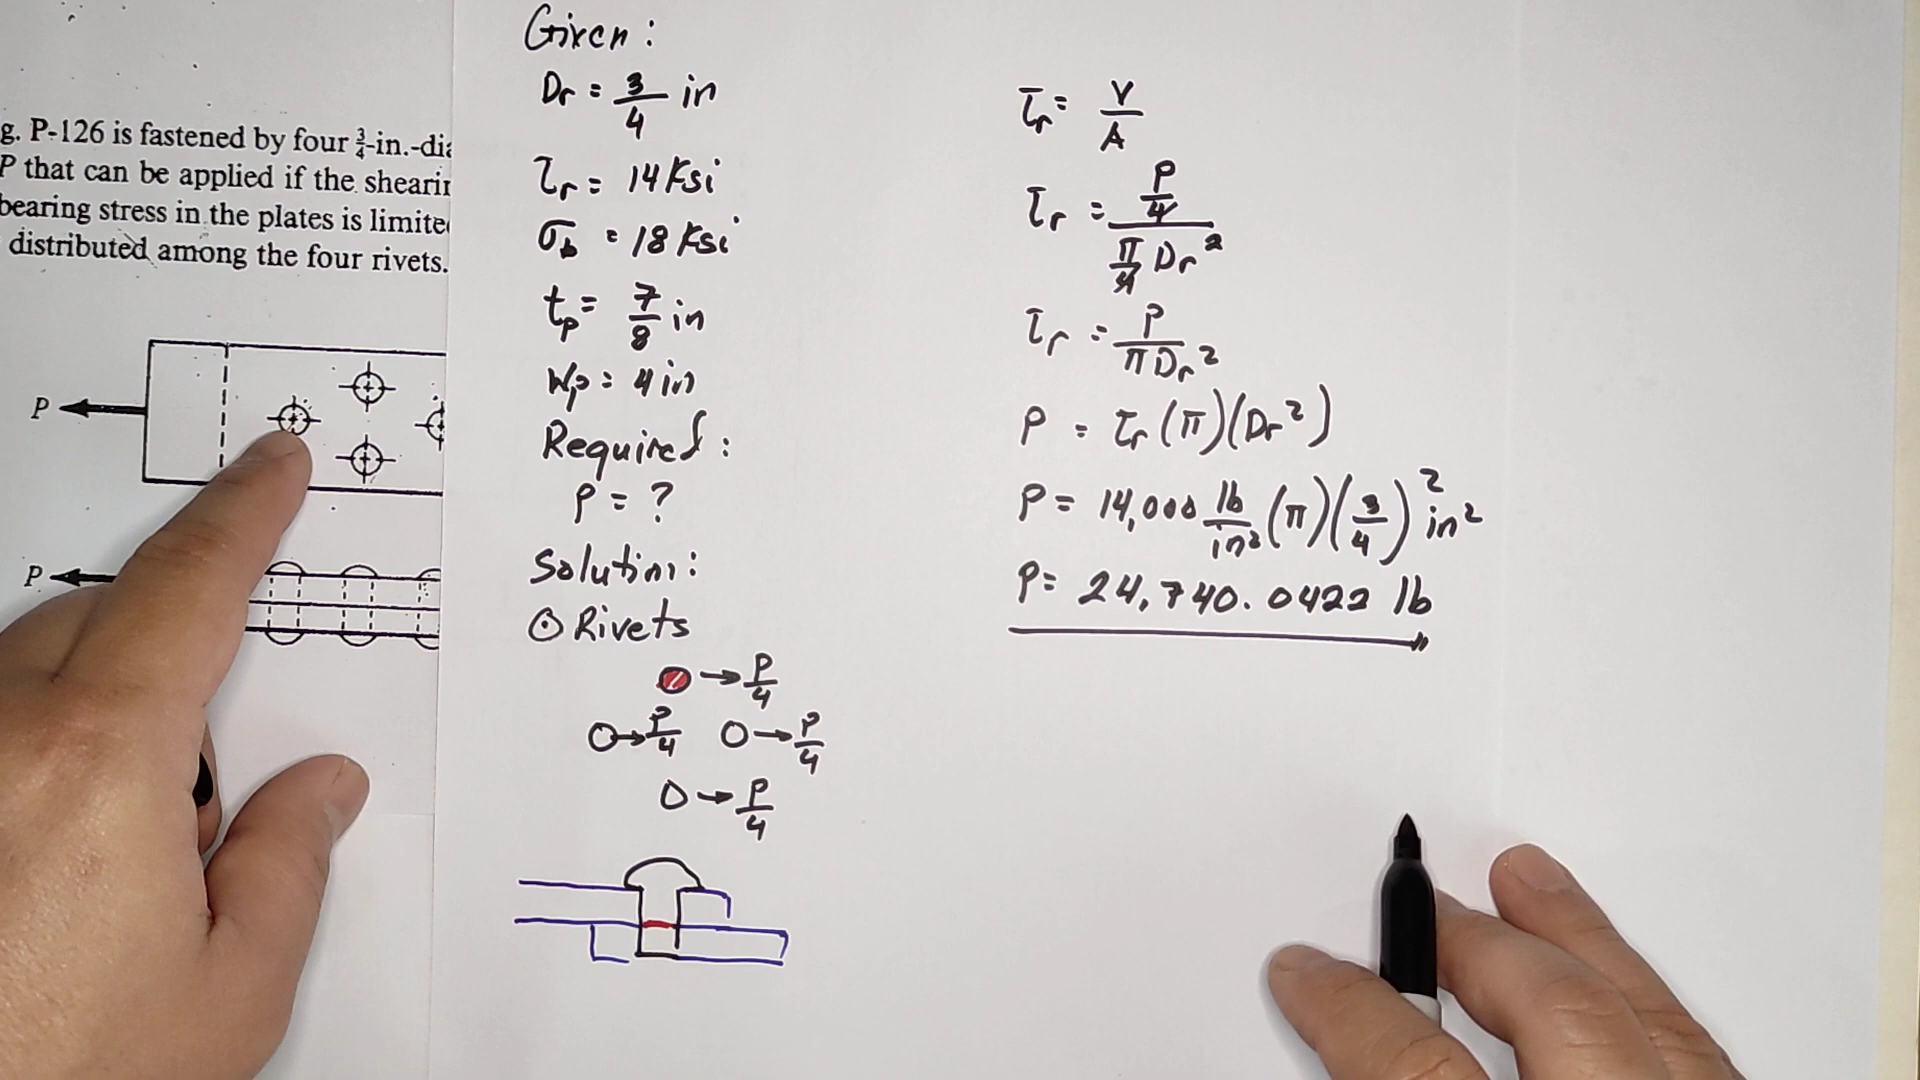 g. P-126 is fastened by four 3/4-in.-dia
P that can be applied if the shearin
bearing stress in the plates is limite
distributed among the four rivets.
P
P
Given:
Dr = 3/4 in
τr = 14 Ksi
σb = 18 Ksi
tp = 7/8 in
Wp = 4 in
Required:
P = ?
Solution:
Rivets
→ P/4
→ P/4 → P/4
→ P/4
τr = V/A
τr = (P/4)/(π/4 Dr²)
τr = P/(πDr²)
P = τr (π)(Dr²)
P = 14,000 lb/in² (π)(3/4)² in²
P = 24,740.0422 lb